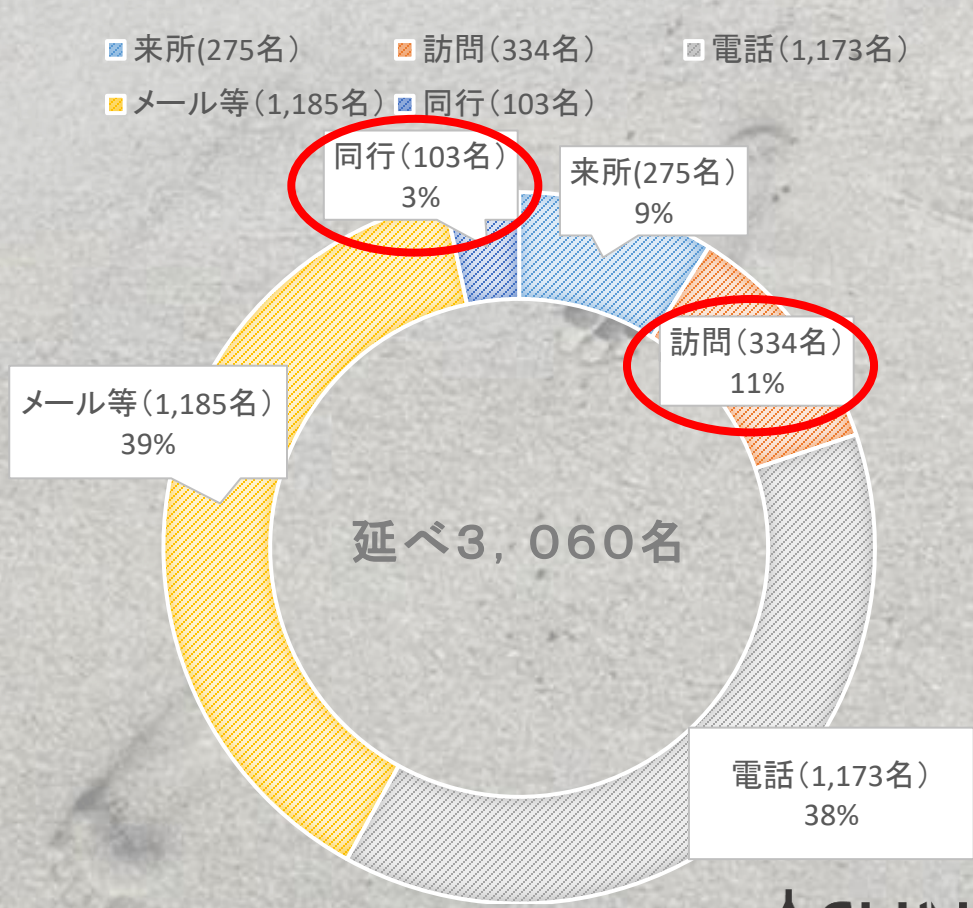 来所(275名) 訪問(334名) 電話(1,173名)
メール等(1,185名) 同行(103名)
同行(103名)
3%
来所(275名)
9%
訪問(334名)
11%
メール等(1,185名)
39%
延べ3,060名
電話(1,173名)
38%